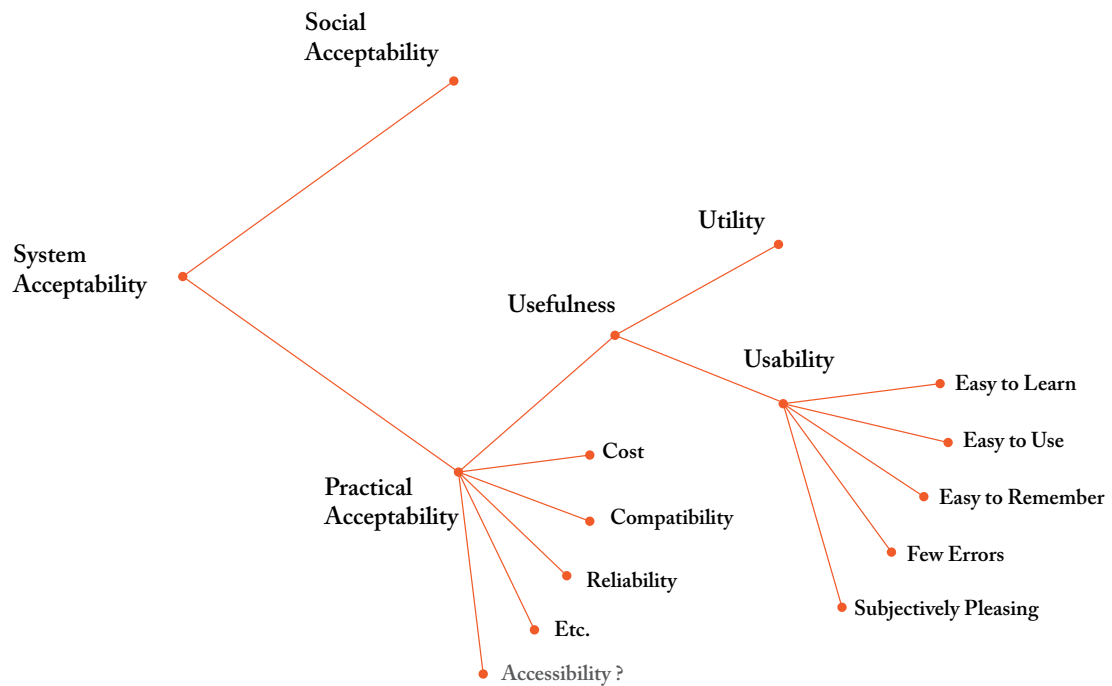 Social
Acceptability
Utility
System
Acceptability
Usefulness
Usability
Easy to Learn
Easy to Use
Cost
Practical
Acceptability
Easy to Remember
Compatibility
Few Errors
Reliability
Subjectively Pleasing
Etc.
Accessibility ?